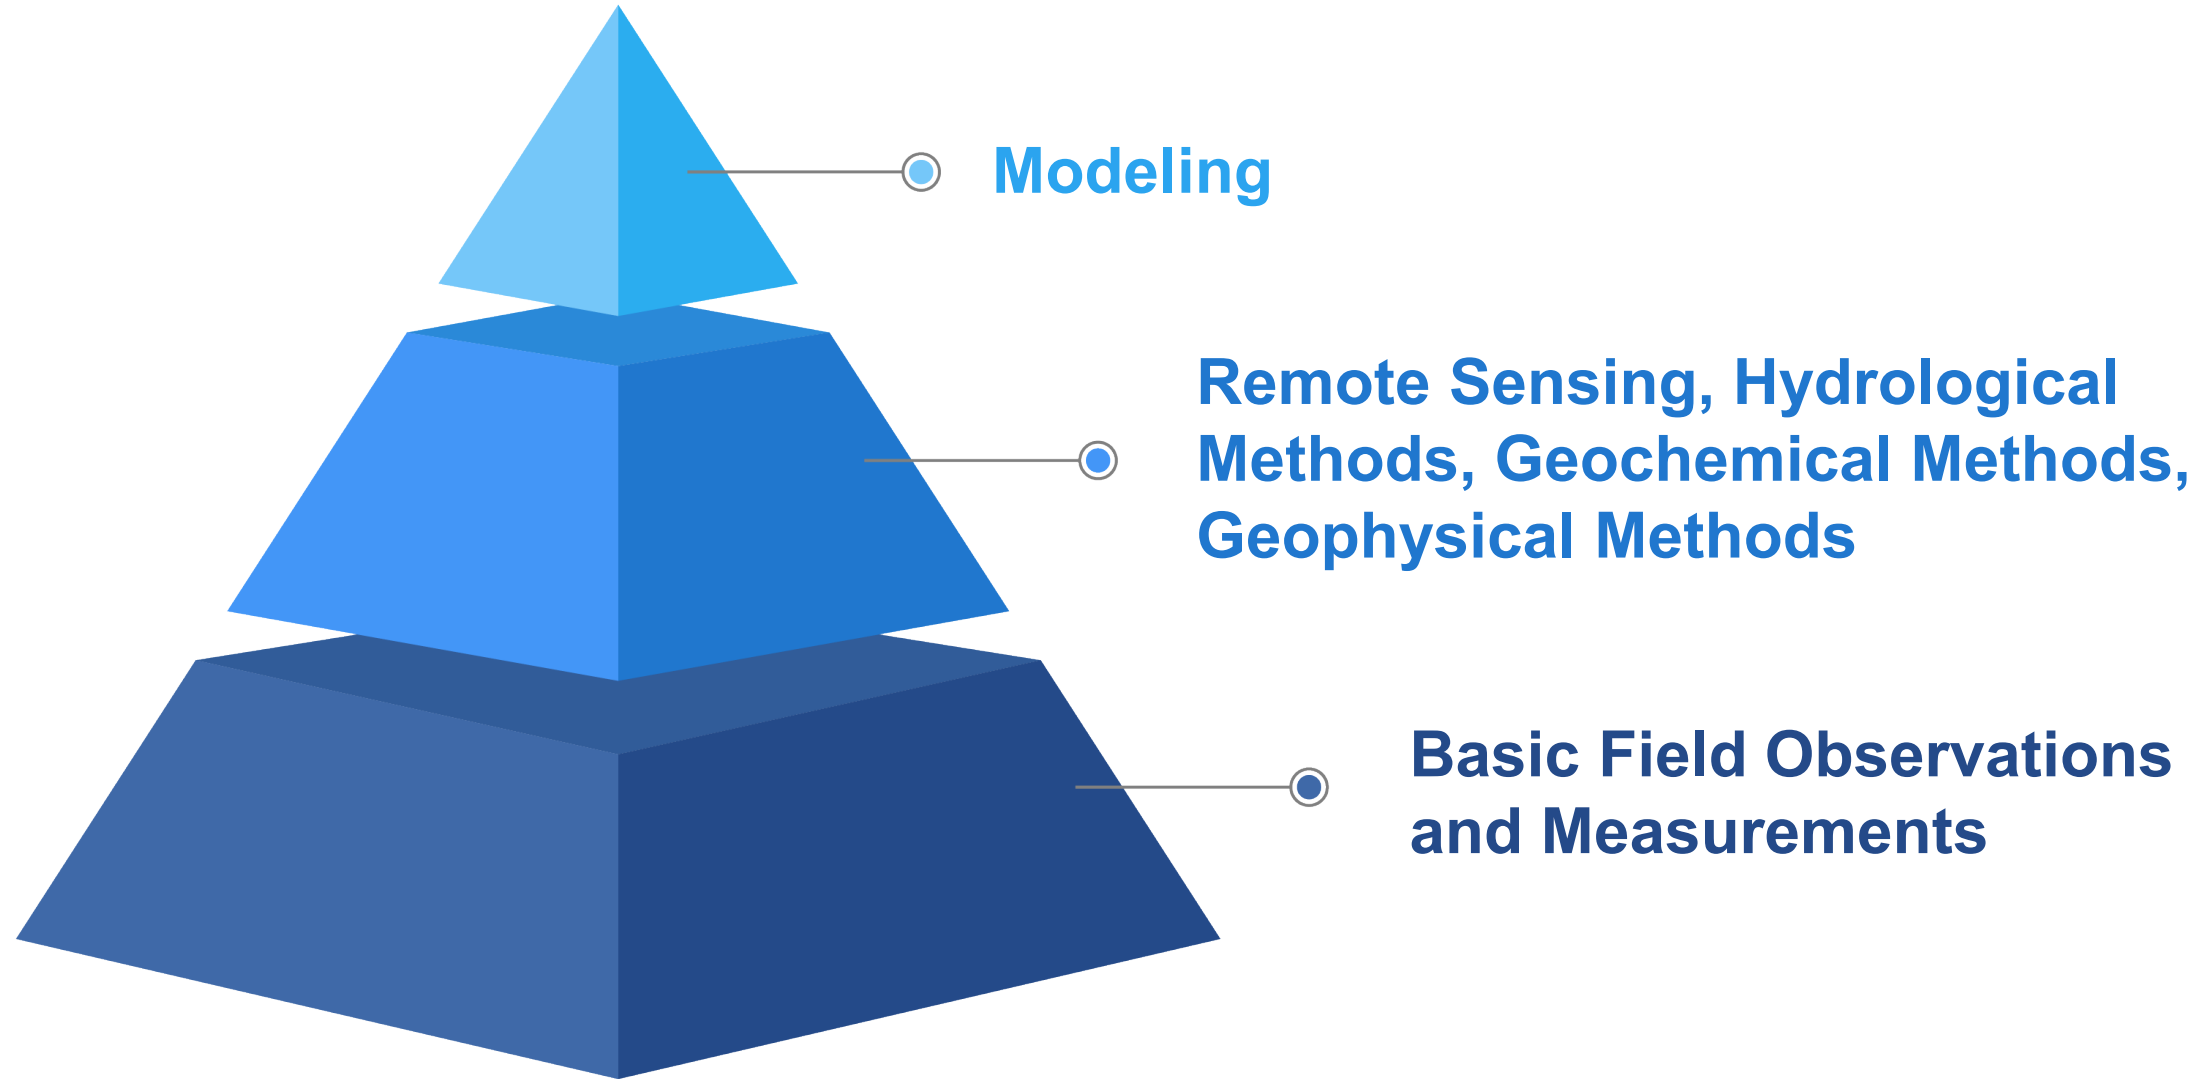 Modeling
Remote Sensing, Hydrological
Methods, Geochemical Methods,
Geophysical Methods
Basic Field Observations
and Measurements